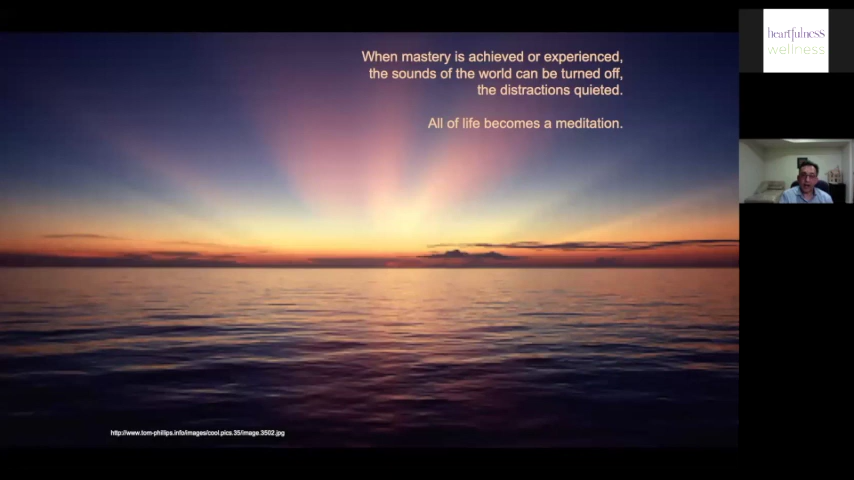 When mastery is achieved or experienced,
the sounds of the world can be turned off,
the distractions quieted.
All of life becomes a meditation.
heartfulness
wellness
http://www.tom-phillips.info/images/cool.pics.35/image.3502.jpg